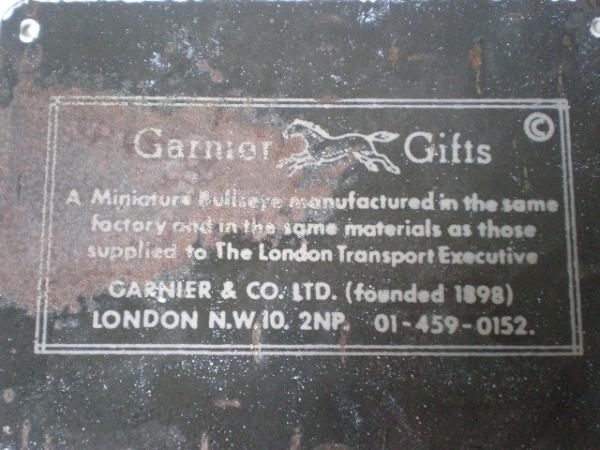 Garnier Gifts ©
A Miniature Bullseye manufactured in the same
factory and in the same materials as those
supplied to The London Transport Executive
GARNIER & CO. LTD. (founded 1898)
LONDON N.W.10. 2NP. 01-459-0152.